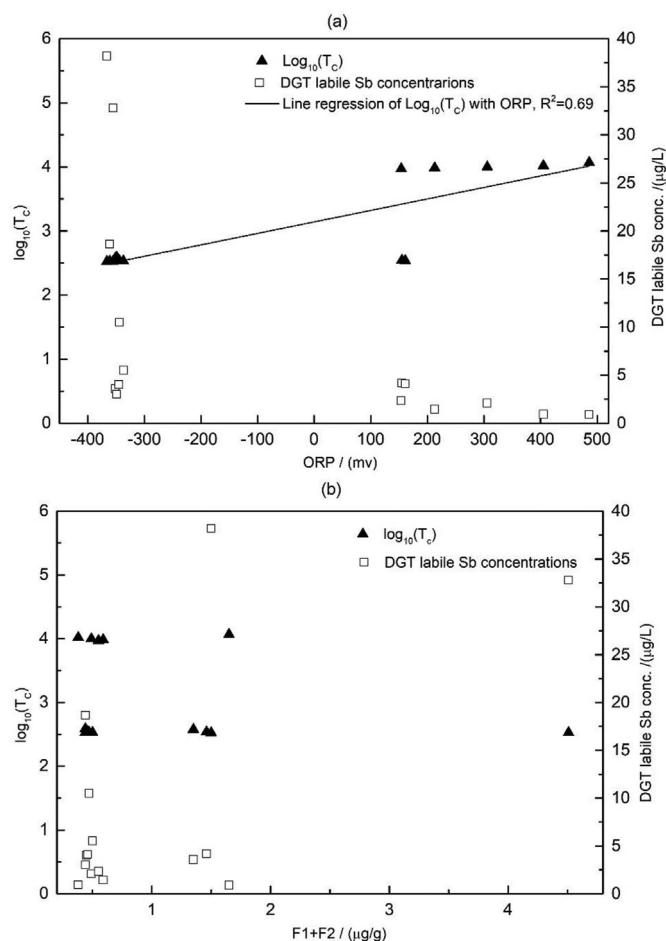 (a)
Log10(TC)
DGT labile Sb concentrarions
Line regression of Log10(TC) with ORP, R2=0.69
log10(TC)
6
5
4
3
2
1
0
DGT labile Sb conc. /(μg/L)
40
35
30
25
20
15
10
5
0
-400 -300 -200 -100 0 100 200 300 400 500
ORP / (mv)
(b)
log10(Tc)
DGT labile Sb concentrations
log10(TC)
6
5
4
3
2
1
0
DGT labile Sb conc. /(μg/L)
40
35
30
25
20
15
10
5
0
1 2 3 4
F1+F2 / (μg/g)